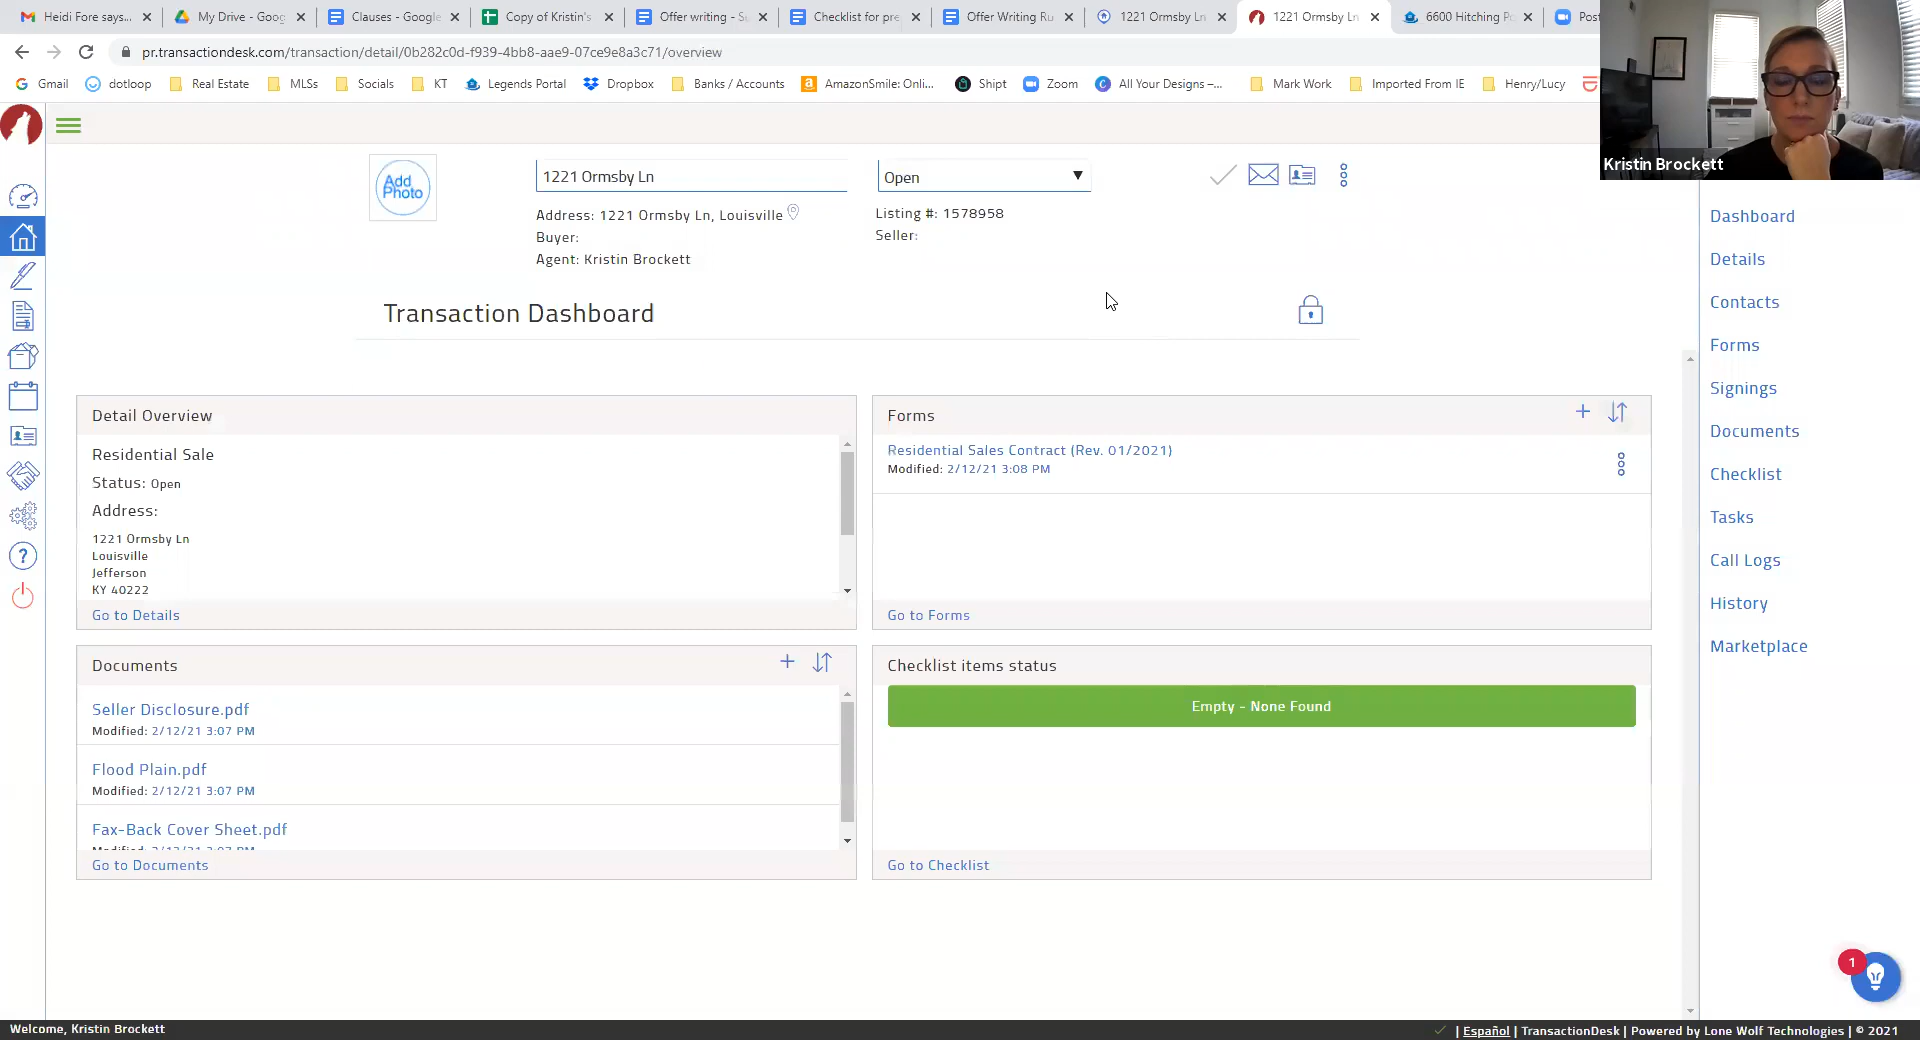 Heidi Fore says...
My Drive - Goog
Clauses - Google
Copy of Kristin's
Offer writing - Su
Checklist for pre
Offer Writing Ru
1221 Ormsby Ln
1221 Ormsby Ln
6600 Hitching Po
Post
pr.transactiondesk.com/transaction/detail/0b282c0d-f939-4bb8-aae9-07ce9e8a3c71/overview
Gmail
dotloop
Real Estate
MLSs
Socials
KT
Legends Portal
Dropbox
Banks / Accounts
AmazonSmile: Onli...
Shipt
Zoom
All Your Designs –...
Mark Work
Imported From IE
Henry/Lucy
Kristin Brockett
Add Photo
1221 Ormsby Ln
Open
Address: 1221 Ormsby Ln, Louisville
Listing #: 1578958
Buyer:
Seller:
Agent: Kristin Brockett
Transaction Dashboard
Detail Overview
Residential Sale
Status: Open
Address:
1221 Ormsby Ln
Louisville
Jefferson
KY 40222
Go to Details
Forms
Residential Sales Contract (Rev. 01/2021)
Modified: 2/12/21 3:08 PM
Go to Forms
Documents
Seller Disclosure.pdf
Modified: 2/12/21 3:07 PM
Flood Plain.pdf
Modified: 2/12/21 3:07 PM
Fax-Back Cover Sheet.pdf
Modified: 2/12/21 3:07 PM
Go to Documents
Checklist items status
Empty - None Found
Go to Checklist
Dashboard
Details
Contacts
Forms
Signings
Documents
Checklist
Tasks
Call Logs
History
Marketplace
1
Welcome, Kristin Brockett
| Español | TransactionDesk | Powered by Lone Wolf Technologies | © 2021